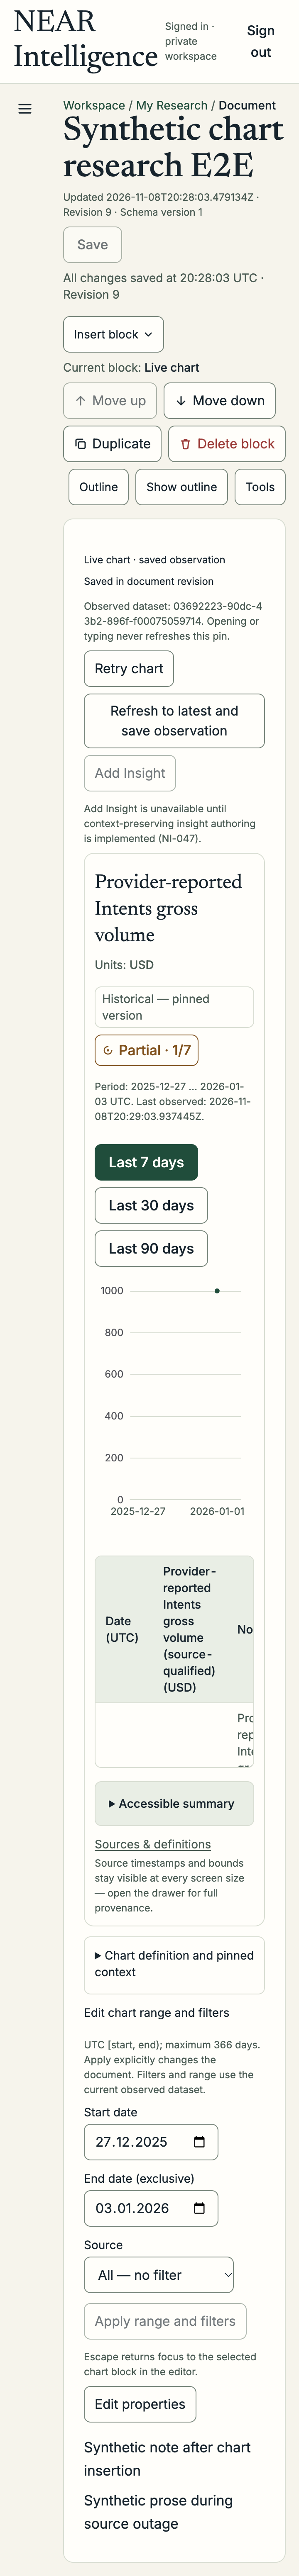 NEAR
Intelligence
Signed in ·
private
workspace
Sign
out
Workspace / My Research / Document
Synthetic chart
research E2E
Updated 2026-11-08T20:28:03.479134Z ·
Revision 9 · Schema version 1
Save
All changes saved at 20:28:03 UTC ·
Revision 9
Insert block
Current block: Live chart
Move up
Move down
Duplicate
Delete block
Outline
Show outline
Tools
Live chart · saved observation
Saved in document revision
Observed dataset: 03692223-90dc-4
3b2-896f-f00075059714. Opening or
typing never refreshes this pin.
Retry chart
Refresh to latest and
save observation
Add Insight
Add Insight is unavailable until
context-preserving insight authoring
is implemented (NI-047).
Provider-reported
Intents gross
volume
Units: USD
Historical — pinned
version
Partial · 1/7
Period: 2025-12-27 … 2026-01-
03 UTC. Last observed: 2026-11-
08T20:29:03.937445Z.
Last 7 days
Last 30 days
Last 90 days
1000
800
600
400
200
0
2025-12-27
2026-01-01
Date
(UTC)
Provider-
reported
Intents
gross
volume
(source-
qualified)
(USD)
No
Pro
rep
Inte
Accessible summary
Sources & definitions
Source timestamps and bounds
stay visible at every screen size
— open the drawer for full
provenance.
Chart definition and pinned
context
Edit chart range and filters
UTC [start, end); maximum 366 days.
Apply explicitly changes the
document. Filters and range use the
current observed dataset.
Start date
27.12.2025
End date (exclusive)
03.01.2026
Source
All — no filter
Apply range and filters
Escape returns focus to the selected
chart block in the editor.
Edit properties
Synthetic note after chart
insertion
Synthetic prose during
source outage